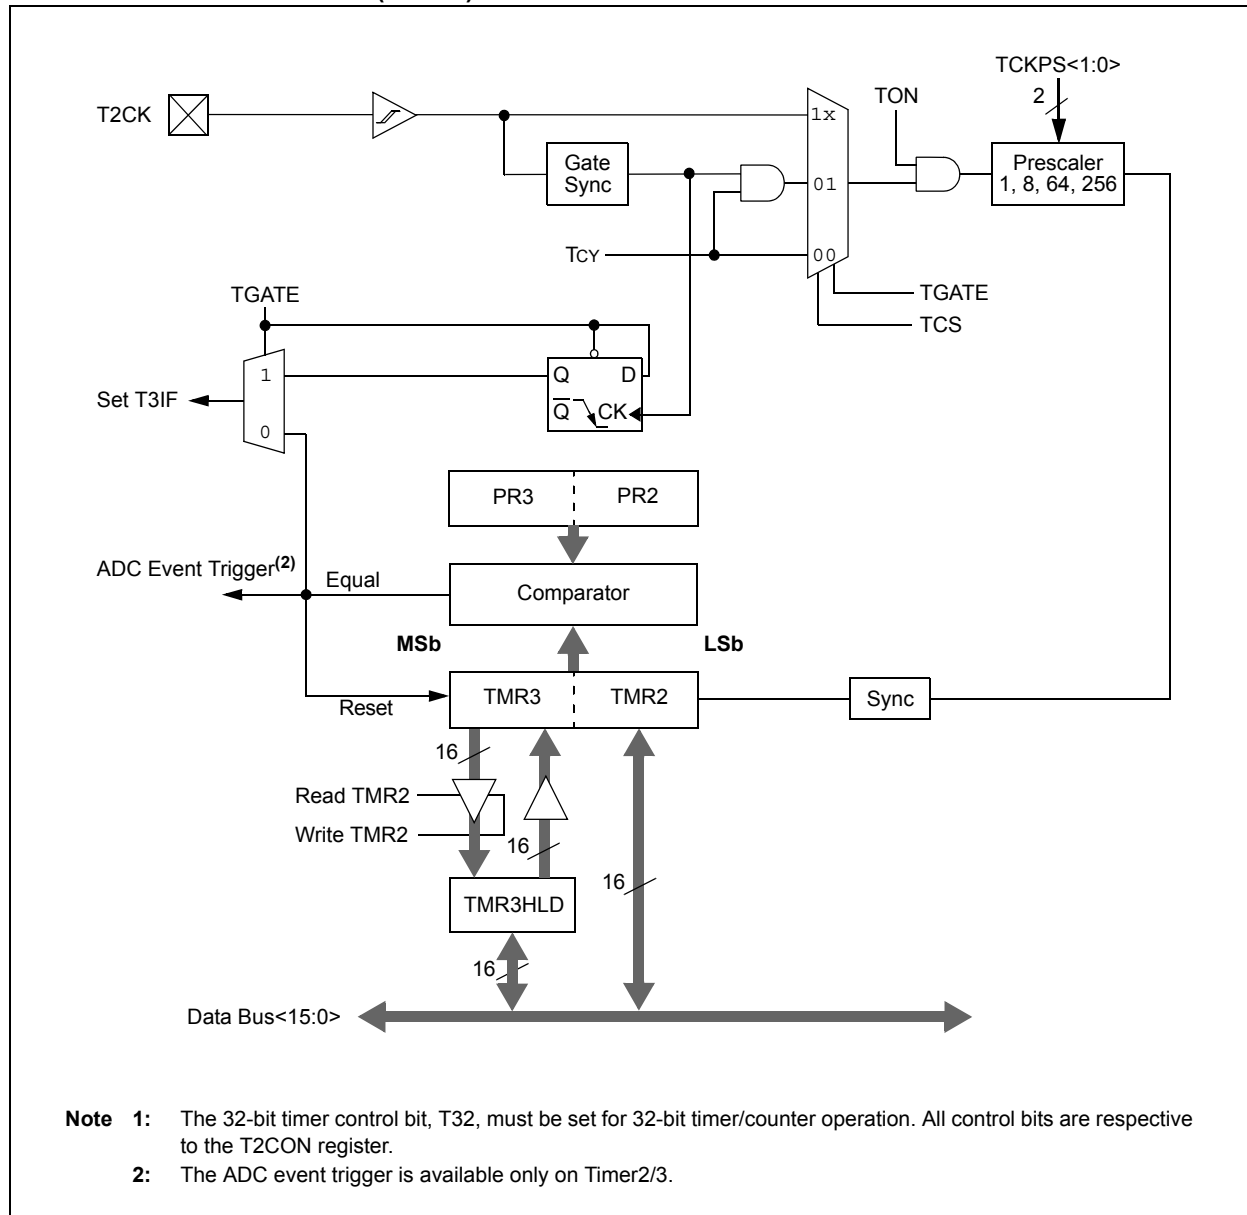 TCKPS<1:0>
2
TON
T2CK
1x
Gate
Sync
Prescaler
1, 8, 64, 256
01
TCY
00
TGATE
TCS
TGATE
1
Q
D
Set T3IF
Q
CK
0
PR3
PR2
ADC Event Trigger(2)
Equal
Comparator
MSb
LSb
TMR3
TMR2
Sync
Reset
16
Read TMR2
Write TMR2
16
16
TMR3HLD
16
Data Bus<15:0>
Note 1: The 32-bit timer control bit, T32, must be set for 32-bit timer/counter operation. All control bits are respective
to the T2CON register.
2: The ADC event trigger is available only on Timer2/3.